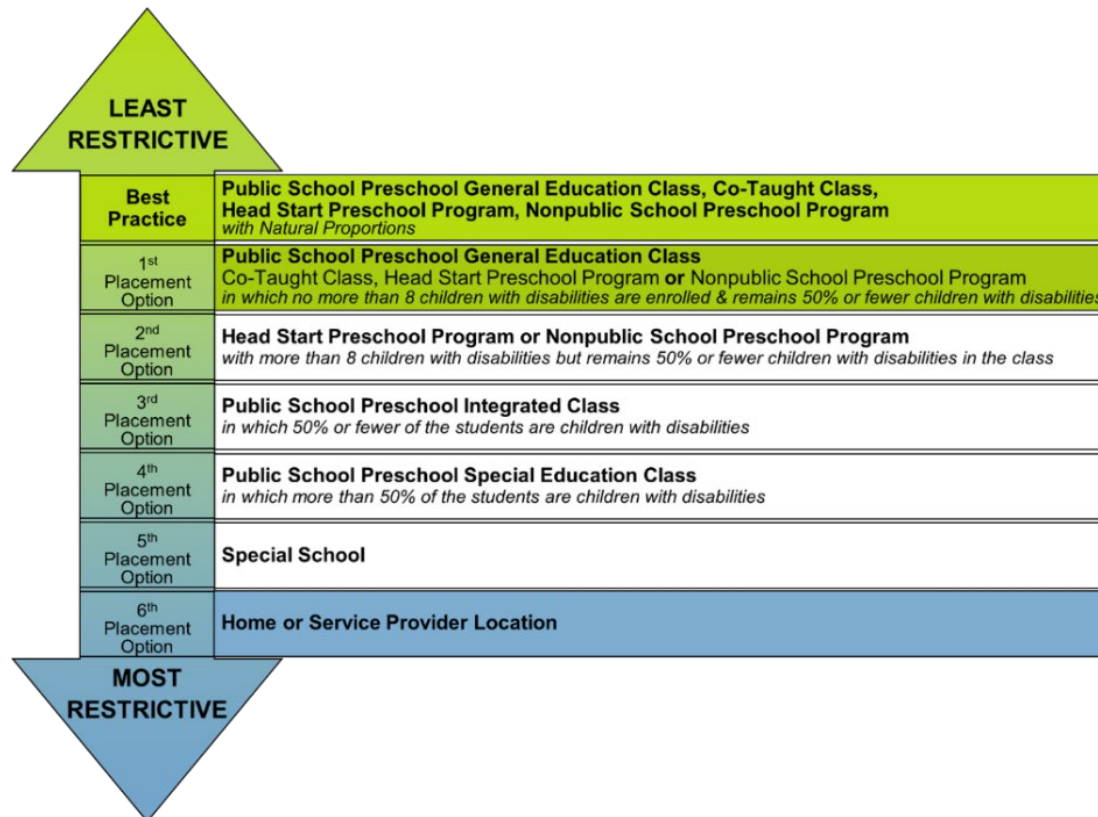 LEAST
RESTRICTIVE
Best
Practice
Public School Preschool General Education Class, Co-Taught Class,
Head Start Preschool Program, Nonpublic School Preschool Program
with Natural Proportions
1st
Placement
Option
Public School Preschool General Education Class
Co-Taught Class, Head Start Preschool Program or Nonpublic School Preschool Program
in which no more than 8 children with disabilities are enrolled & remains 50% or fewer children with disabilities
2nd
Placement
Option
Head Start Preschool Program or Nonpublic School Preschool Program
with more than 8 children with disabilities but remains 50% or fewer children with disabilities in the class
3rd
Placement
Option
Public School Preschool Integrated Class
in which 50% or fewer of the students are children with disabilities
4th
Placement
Option
Public School Preschool Special Education Class
in which more than 50% of the students are children with disabilities
5th
Placement
Option
Special School
6th
Placement
Option
Home or Service Provider Location
MOST
RESTRICTIVE